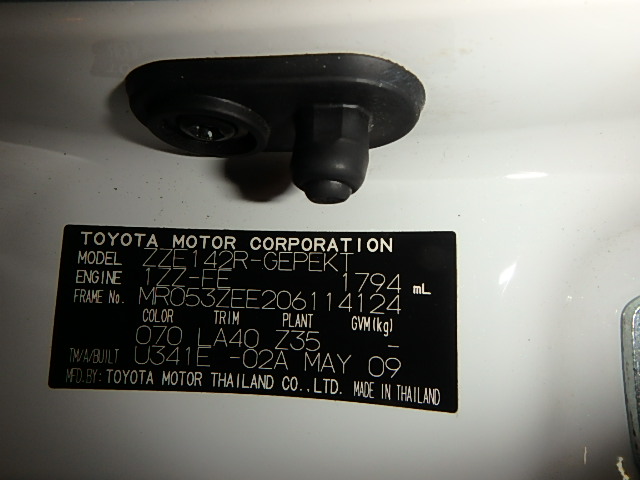 TOYOTA MOTOR CORPORATION
MODEL ZZE142R-GEPEKT
ENGINE 1ZZ-FE 1794 mL
FRAME NO. MR053ZEE206114124
COLOR TRIM PLANT GVM(kg)
070 LA40 Z35 -
TM/A/BUILT U341E -02A MAY 09
MFD.BY: TOYOTA MOTOR THAILAND CO.,LTD. MADE IN THAILAND